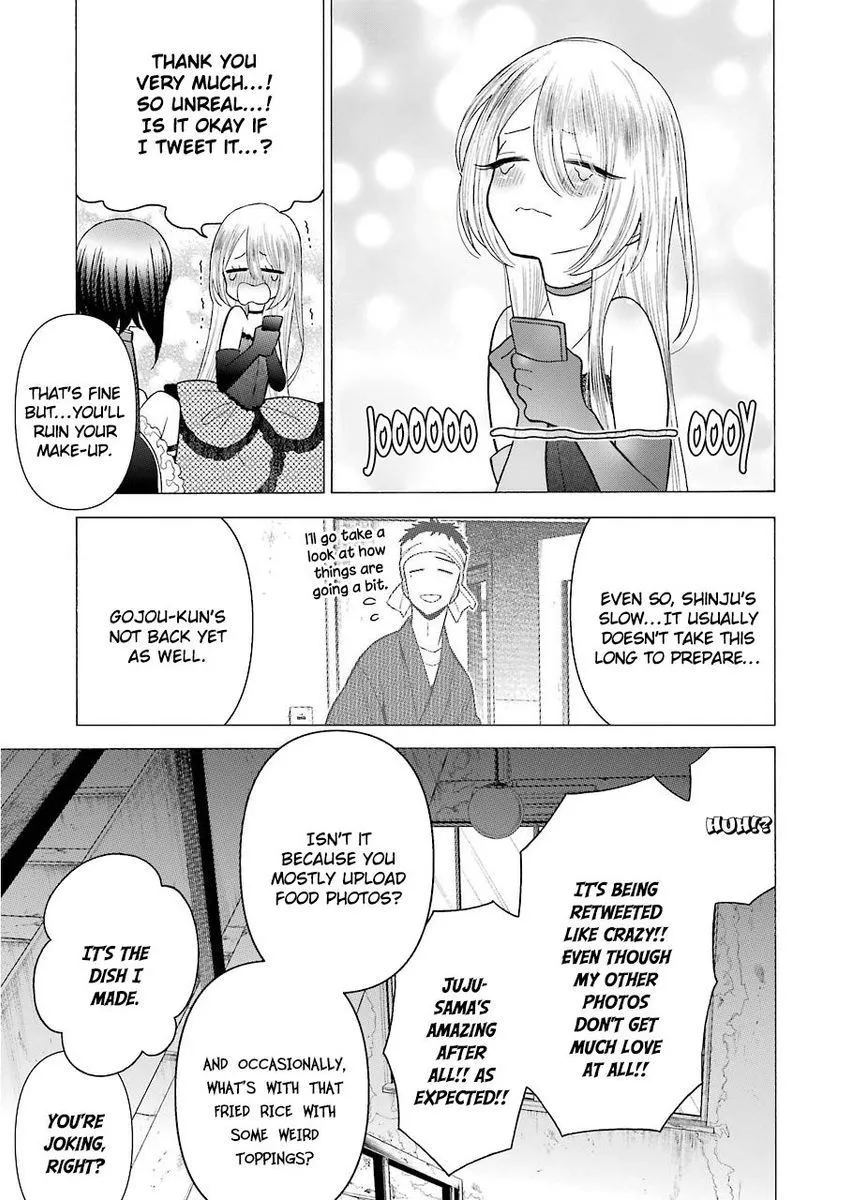 JOOOOOO
OOOY
THANK YOU
VERY MUCH...!
SO UNREAL...!
IS IT OKAY IF
I TWEET IT...?
THAT'S FINE
BUT...YOU'LL
RUIN YOUR
MAKE-UP.
EVEN SO, SHINJU'S
SLOW...IT USUALLY
DOESN'T TAKE THIS
LONG TO PREPARE...
I'll go take a
look at how
things are
going a bit.
GOJOU-KUN'S
NOT BACK YET
AS WELL.
HUH!?
IT'S BEING
RETWEETED
LIKE CRAZY!!
EVEN THOUGH
MY OTHER
PHOTOS
DON'T GET
MUCH LOVE
AT ALL!!
JUJU-
SAMA'S
AMAZING
AFTER
ALL!! AS
EXPECTED!!
ISN'T IT
BECAUSE YOU
MOSTLY UPLOAD
FOOD PHOTOS?
AND OCCASIONALLY,
WHAT'S WITH THAT
FRIED RICE WITH
SOME WEIRD
TOPPINGS?
IT'S THE
DISH I
MADE.
YOU'RE
JOKING,
RIGHT?